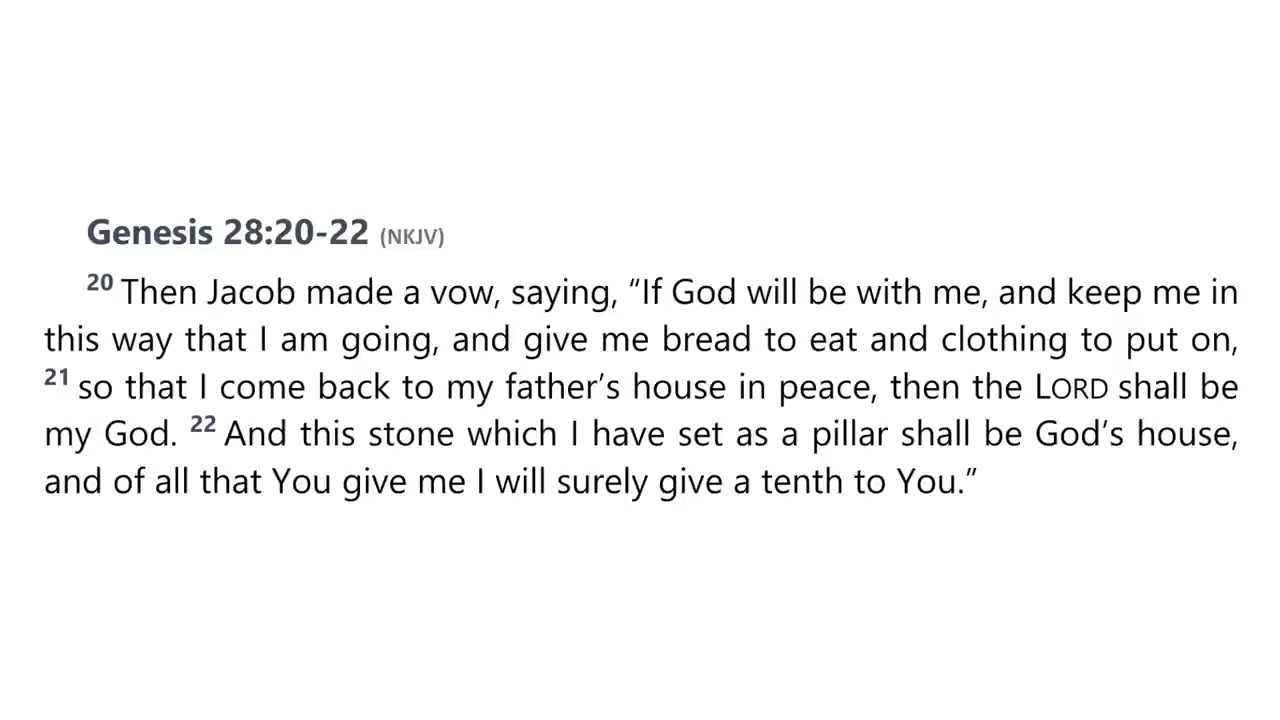 Genesis 28:20-22 (NKJV)
20 Then Jacob made a vow, saying, “If God will be with me, and keep me in
this way that I am going, and give me bread to eat and clothing to put on,
21 so that I come back to my father’s house in peace, then the LORD shall be
my God. 22 And this stone which I have set as a pillar shall be God’s house,
and of all that You give me I will surely give a tenth to You.”